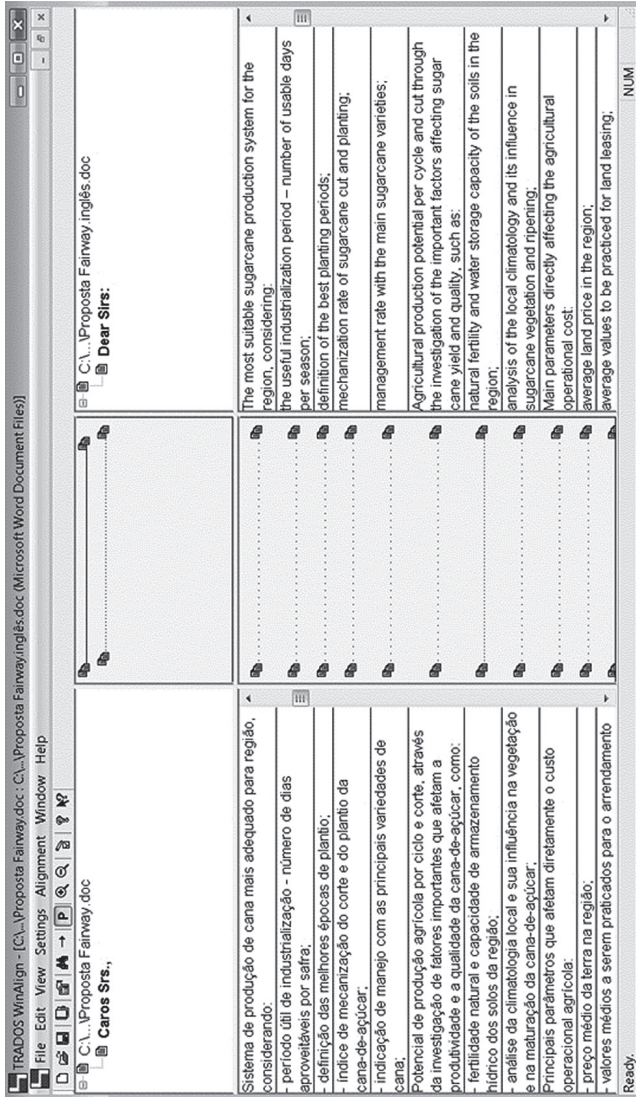 TRADOS WinAlign - [C:\...\Proposta Fairway.doc : C:\...\Proposta Fairway.inglês.doc (Microsoft Word Document Files)]
File Edit View Settings Alignment Window Help
C:\...\Proposta Fairway.doc
Caros Srs.,
C:\...\Proposta Fairway.inglês.doc
Dear Sirs:
Sistema de produção de cana mais adequado para região,
considerando:
- período útil de industrialização - número de dias
aproveitáveis por safra;
- definição das melhores épocas de plantio;
- índice de mecanização do corte e do plantio da
cana-de-açúcar;
- indicação de manejo com as principais variedades de
cana;
Potencial de produção agrícola por ciclo e corte, através
da investigação de fatores importantes que afetam a
produtividade e a qualidade da cana-de-açúcar, como:
- fertilidade natural e capacidade de armazenamento
hídrico dos solos da região;
- análise da climatologia local e sua influência na vegetação
e na maturação da cana-de-açúcar;
Principais parâmetros que afetam diretamente o custo
operacional agrícola:
- preço médio da terra na região;
- valores médios a serem praticados para o arrendamento
The most suitable sugarcane production system for the
region, considering:
the useful industrialization period – number of usable days
per season;
definition of the best planting periods;
mechanization rate of sugarcane cut and planting;
management rate with the main sugarcane varieties;
Agricultural production potential per cycle and cut through
the investigation of the important factors affecting sugar
cane yield and quality, such as:
natural fertility and water storage capacity of the soils in the
region;
analysis of the local climatology and its influence in
sugarcane vegetation and ripening;
Main parameters directly affecting the agricultural
operational cost:
average land price in the region;
average values to be practiced for land leasing;
Ready.
NUM